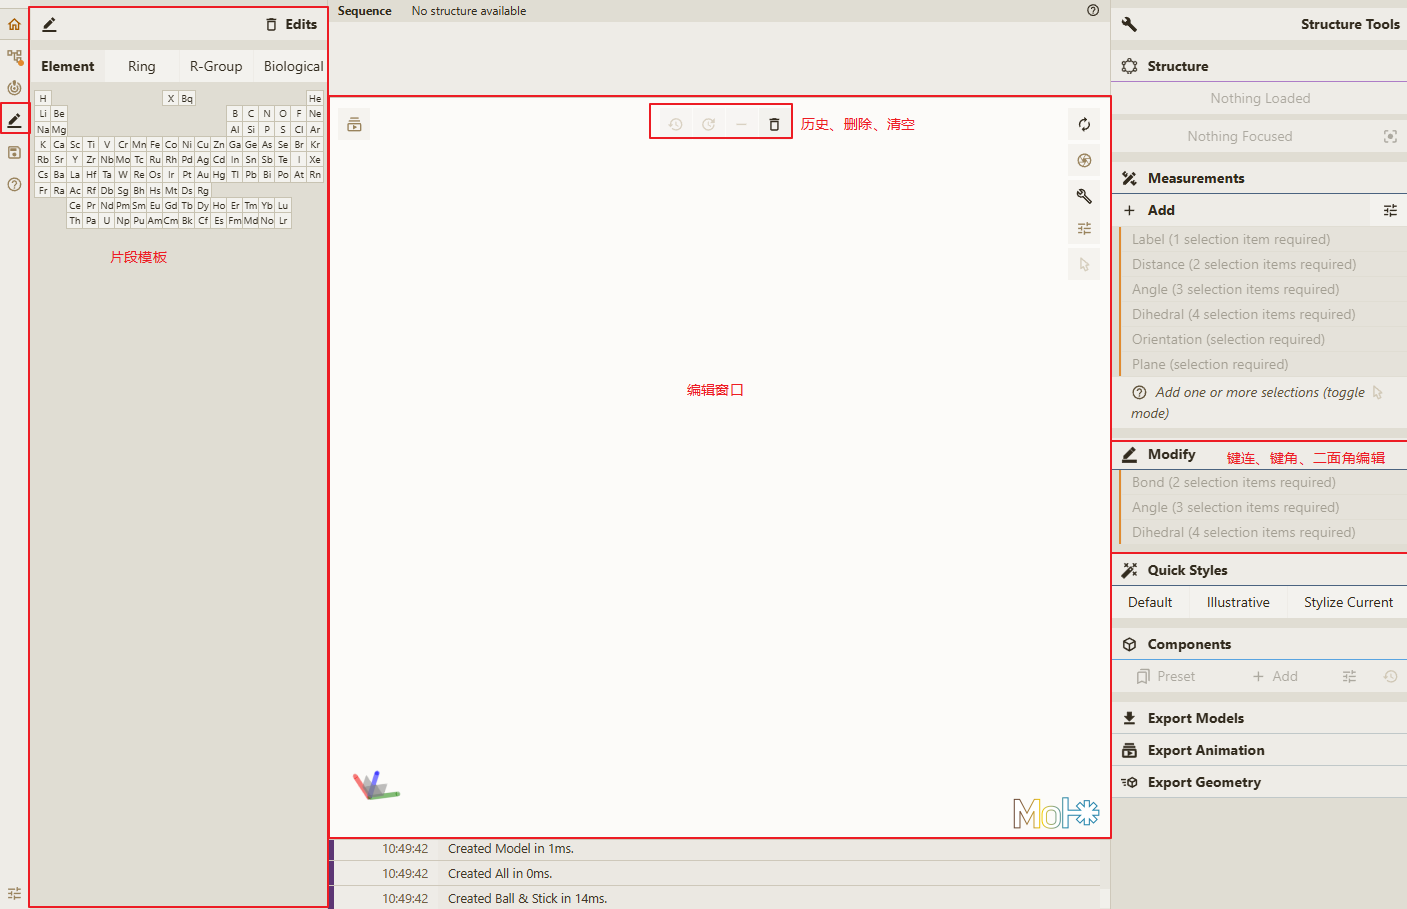 Edits
Element Ring R-Group Biological
H X Bq He
Li Be B C N O F Ne
Na Mg Al Si P S Cl Ar
K Ca Sc Ti V Cr Mn Fe Co Ni Cu Zn Ga Ge As Se Br Kr
Rb Sr Y Zr Nb Mo Tc Ru Rh Pd Ag Cd In Sn Sb Te I Xe
Cs Ba La Hf Ta W Re Os Ir Pt Au Hg Tl Pb Bi Po At Rn
Fr Ra Ac Rf Db Sg Bh Hs Mt Ds Rg
Ce Pr Nd Pm Sm Eu Gd Tb Dy Ho Er Tm Yb Lu
Th Pa U Np Pu Am Cm Bk Cf Es Fm Md No Lr
片段模板
Sequence No structure available
历史、删除、清空
编辑窗口
Mol
10:49:42 Created Model in 1ms.
10:49:42 Created All in 0ms.
10:49:42 Created Ball & Stick in 14ms.
Structure Tools
Structure
Nothing Loaded
Nothing Focused
Measurements
Add
Label (1 selection item required)
Distance (2 selection items required)
Angle (3 selection items required)
Dihedral (4 selection items required)
Orientation (selection required)
Plane (selection required)
Add one or more selections (toggle
mode)
Modify 键连、键角、二面角编辑
Bond (2 selection items required)
Angle (3 selection items required)
Dihedral (4 selection items required)
Quick Styles
Default Illustrative Stylize Current
Components
Preset + Add
Export Models
Export Animation
Export Geometry